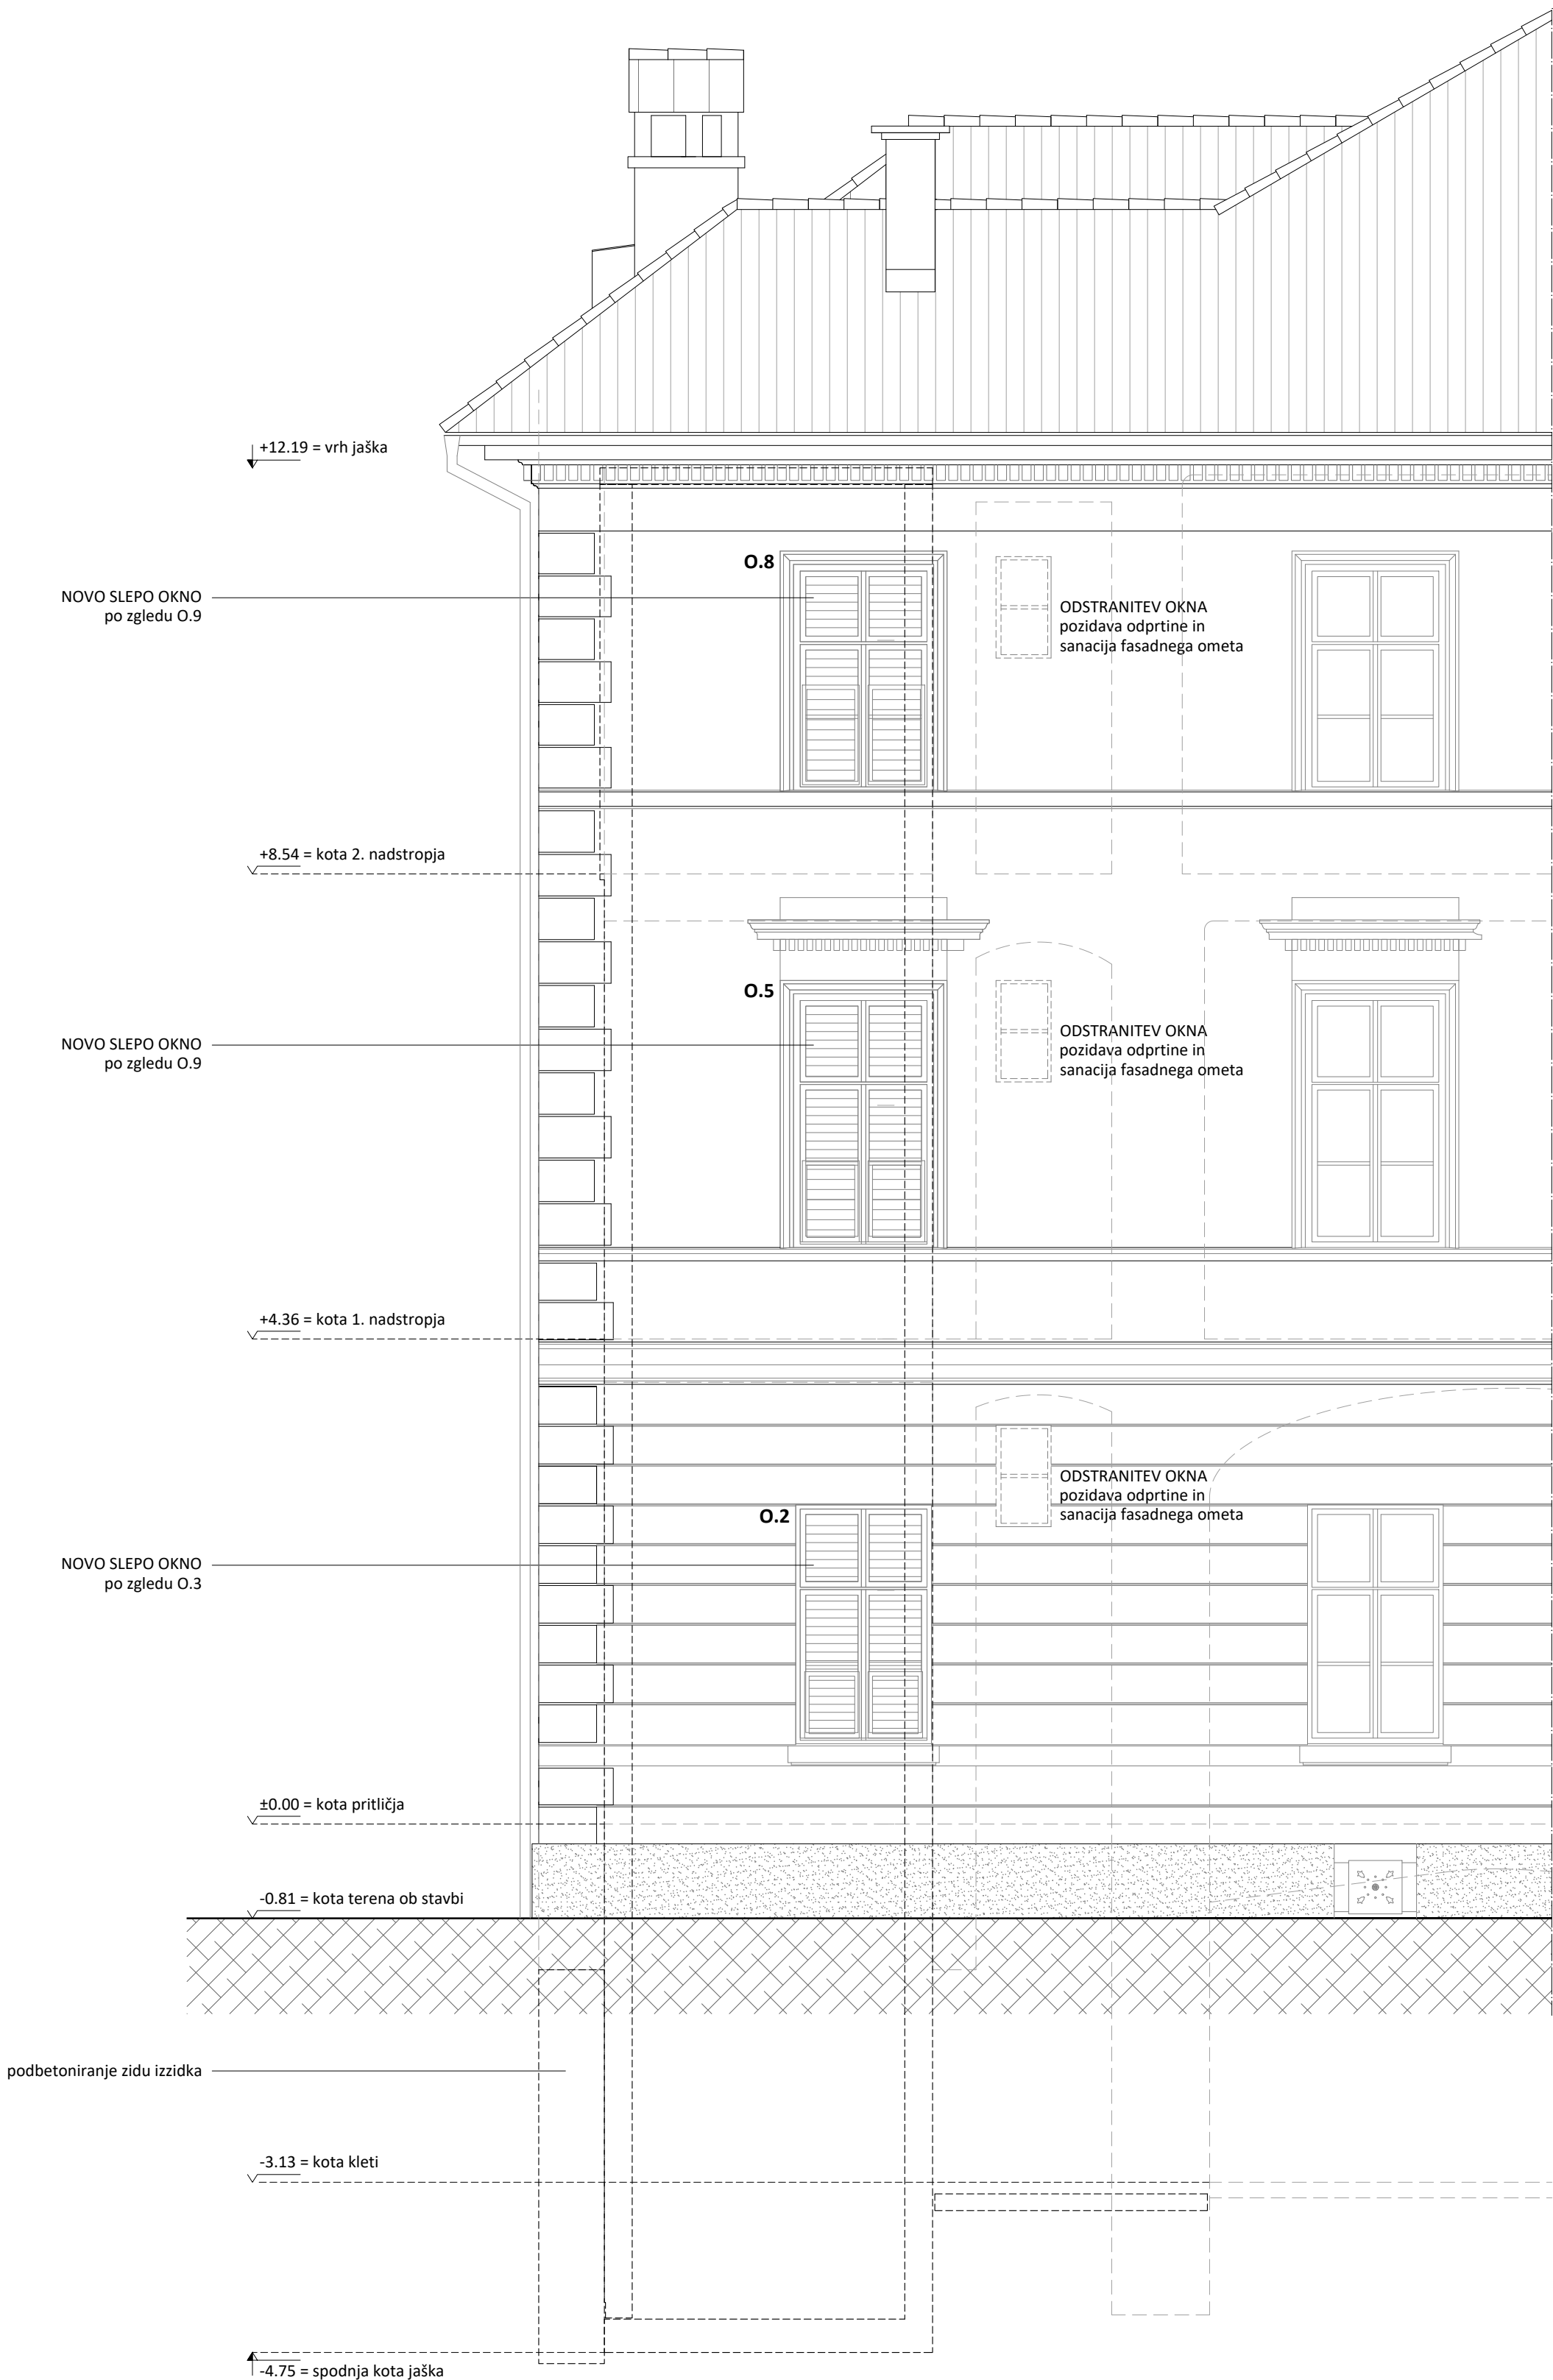 +12.19 = vrh jaška
O.8
NOVO SLEPO OKNO
po zgledu O.9
ODSTRANITEV OKNA
pozidava odprtine in
sanacija fasadnega ometa
+8.54 = kota 2. nadstropja
O.5
NOVO SLEPO OKNO
po zgledu O.9
ODSTRANITEV OKNA
pozidava odprtine in
sanacija fasadnega ometa
+4.36 = kota 1. nadstropja
ODSTRANITEV OKNA
pozidava odprtine in
sanacija fasadnega ometa
O.2
NOVO SLEPO OKNO
po zgledu O.3
±0.00 = kota pritličja
-0.81 = kota terena ob stavbi
podbetoniranje zidu izzidka
-3.13 = kota kleti
-4.75 = spodnja kota jaška